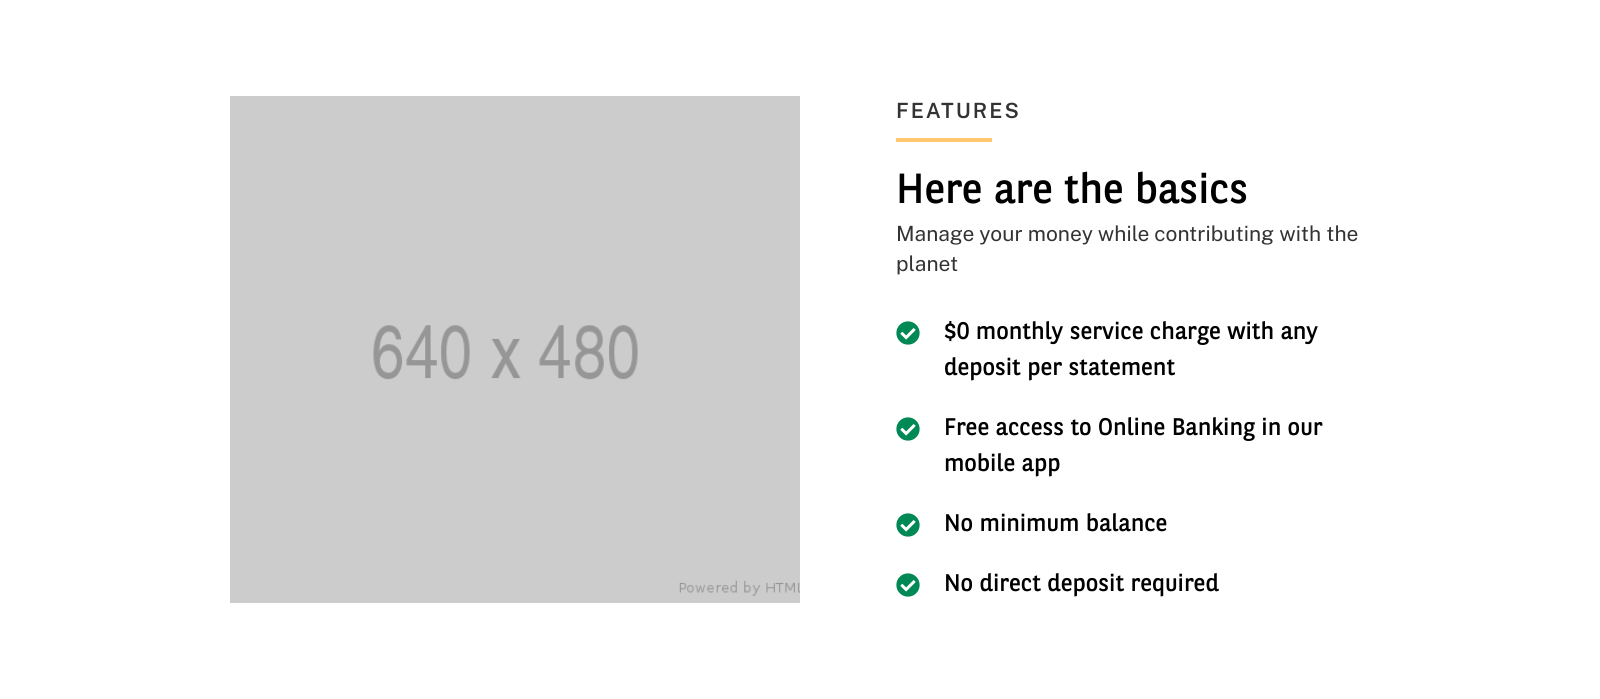 640 x 480
Powered by HTML
FEATURES
Here are the basics
Manage your money while contributing with the
planet
$0 monthly service charge with any
deposit per statement
Free access to Online Banking in our
mobile app
No minimum balance
No direct deposit required